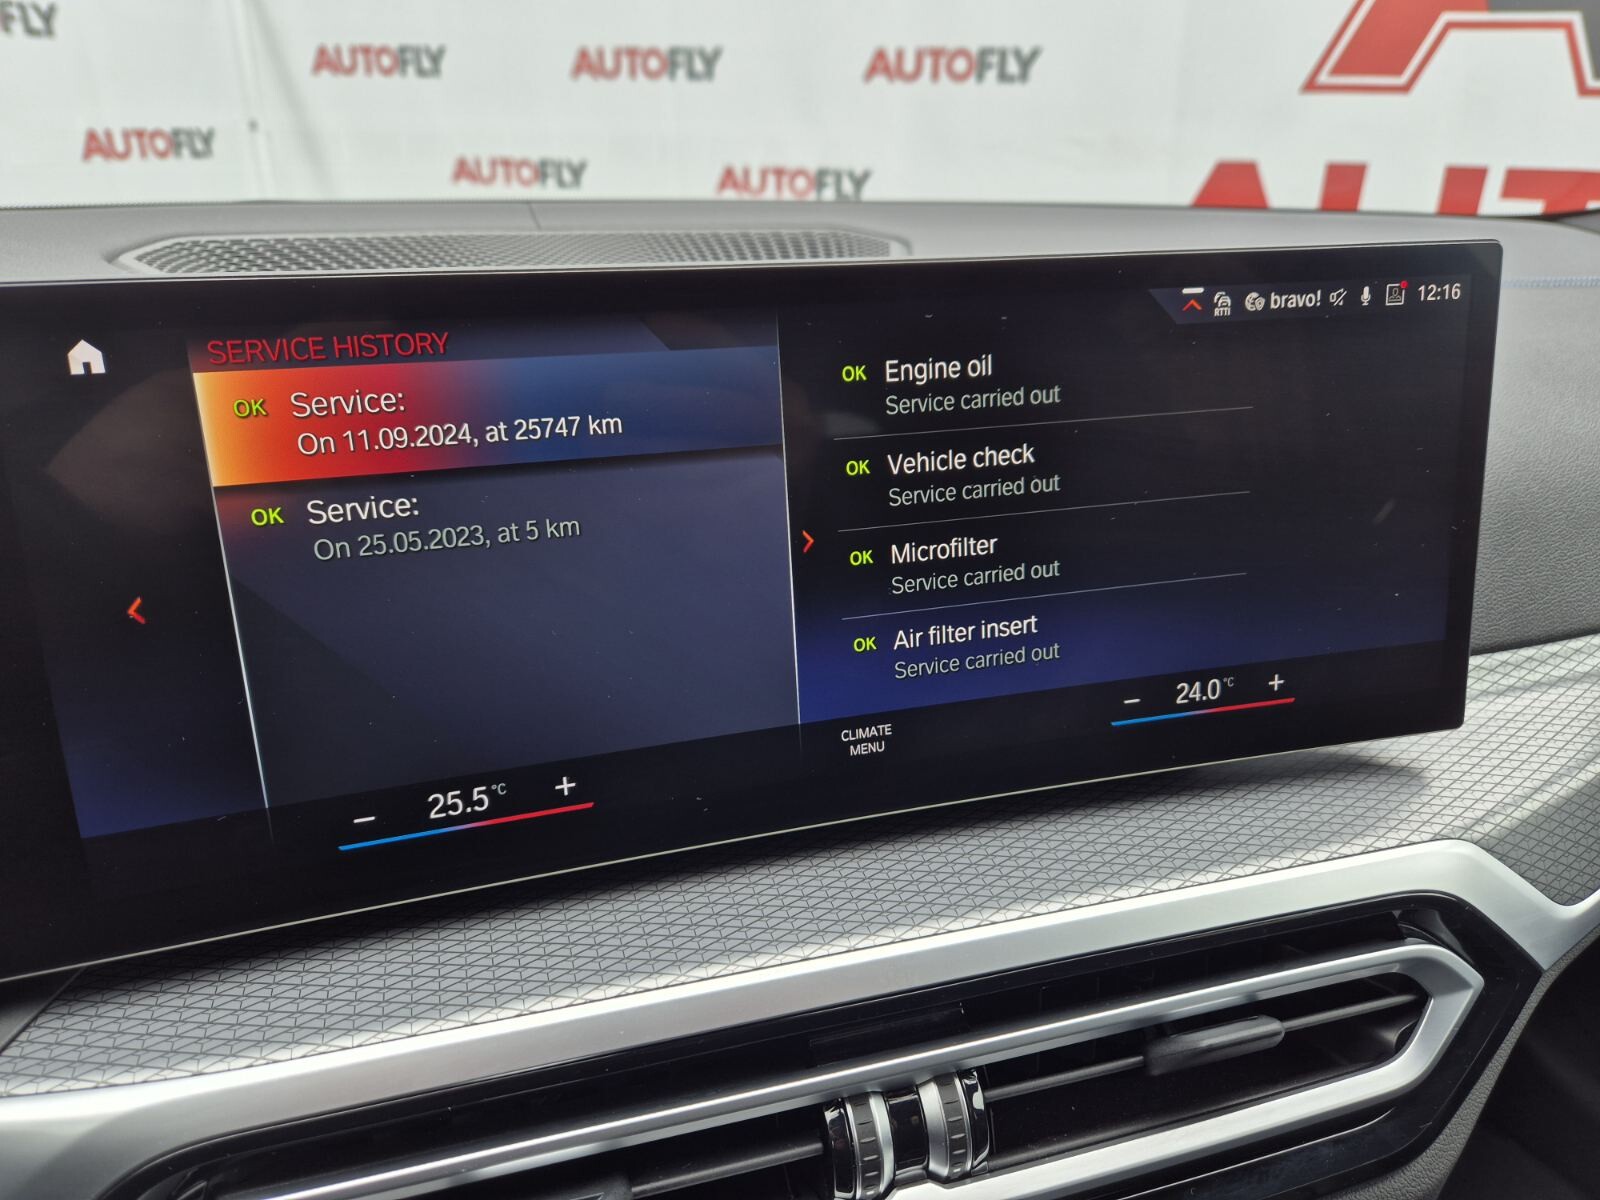 FLY
AUTOFLY
AUTOFLY
AUTOFLY
AUTOFLY
AUTOFLY
AUTOFLY
AUT
RTTI
bravo!
12:16
SERVICE HISTORY
OK Service:
On 11.09.2024, at 25747 km
OK Service:
On 25.05.2023, at 5 km
OK Engine oil
Service carried out
OK Vehicle check
Service carried out
OK Microfilter
Service carried out
OK Air filter insert
Service carried out
− 25.5 °C +
CLIMATE
MENU
− 24.0 °C +